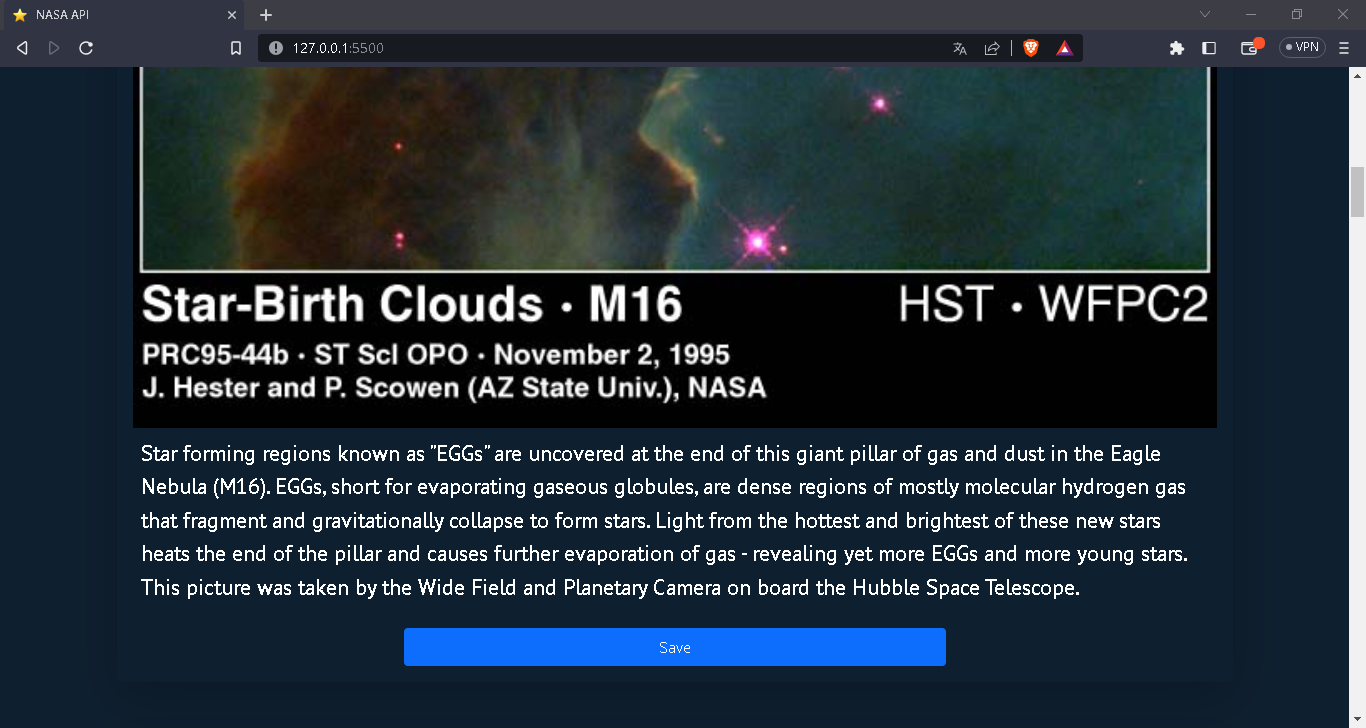 NASA API
127.0.0.1:5500
VPN
Star-Birth Clouds · M16
HST · WFPC2
PRC95-44b · ST ScI OPO · November 2, 1995
J. Hester and P. Scowen (AZ State Univ.), NASA
Star forming regions known as "EGGs" are uncovered at the end of this giant pillar of gas and dust in the Eagle
Nebula (M16). EGGs, short for evaporating gaseous globules, are dense regions of mostly molecular hydrogen gas
that fragment and gravitationally collapse to form stars. Light from the hottest and brightest of these new stars
heats the end of the pillar and causes further evaporation of gas - revealing yet more EGGs and more young stars.
This picture was taken by the Wide Field and Planetary Camera on board the Hubble Space Telescope.
Save